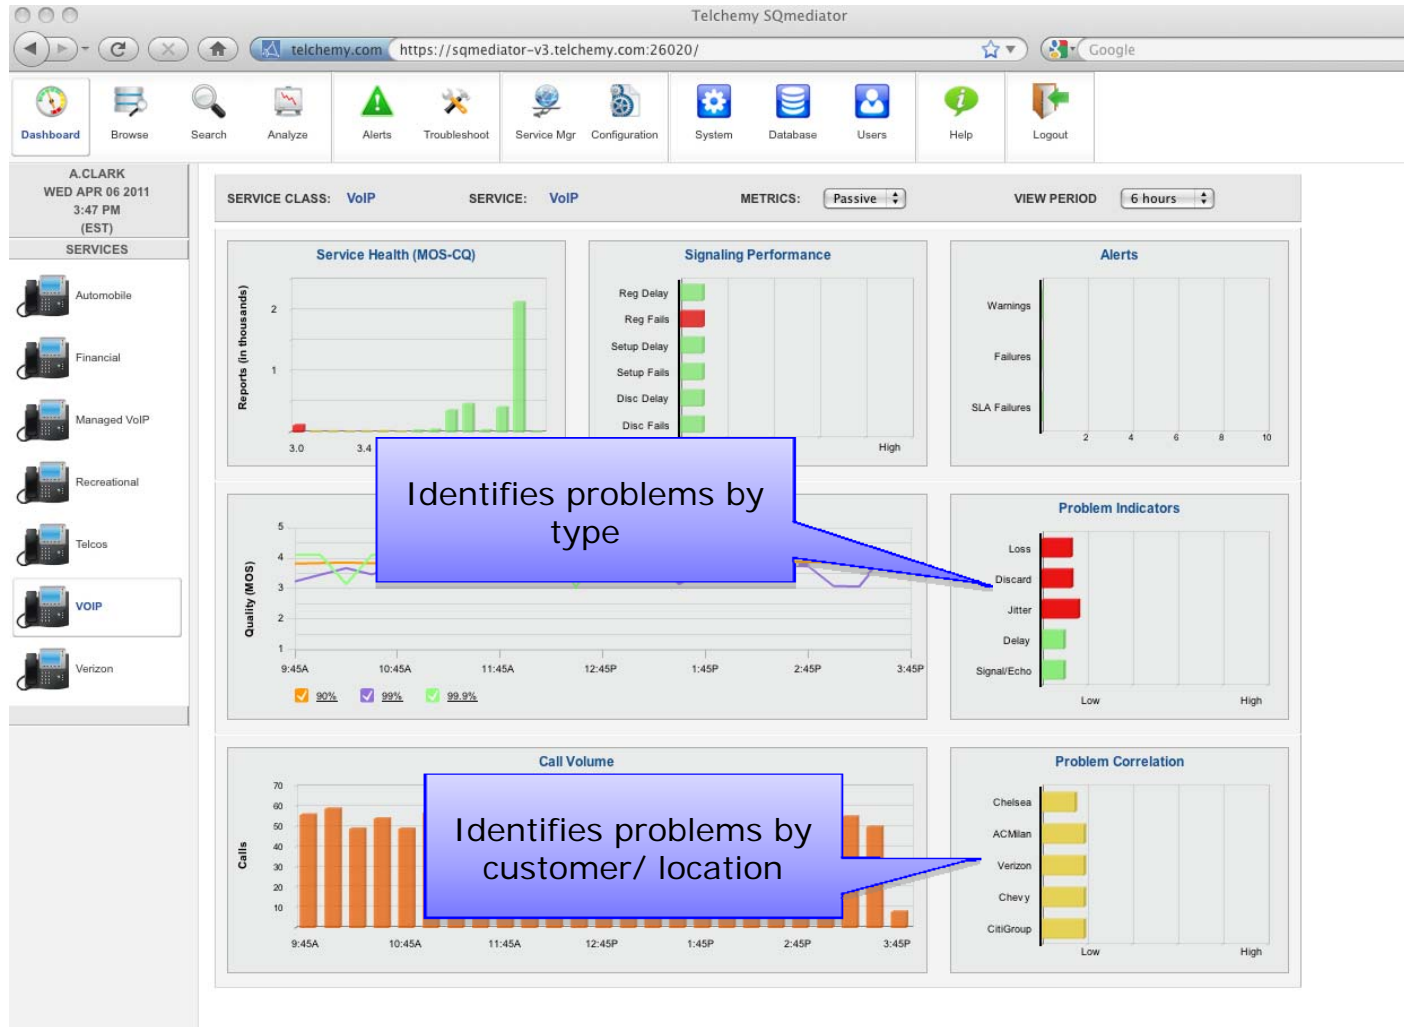 Telchemy SQmediator
telchemy.com https://sqmediator-v3.telchemy.com:26020/ Google
Dashboard Browse Search Analyze Alerts Troubleshoot Service Mgr Configuration System Database Users Help Logout
A.CLARK
WED APR 06 2011
3:47 PM
(EST)
SERVICES
Automobile
Financial
Managed VoIP
Recreational
Telcos
VOIP
Verizon
SERVICE CLASS: VoIP SERVICE: VoIP METRICS: Passive VIEW PERIOD 6 hours
Service Health (MOS-CQ)
Reports (in thousands)
2
1
3.0 3.4
Signaling Performance
Reg Delay
Reg Fails
Setup Delay
Setup Fails
Disc Delay
Disc Fails
High
Alerts
Warnings
Failures
SLA Failures
2 4 6 8 10
Identifies problems by
type
Quality (MOS)
5
4
3
2
1
9:45A 10:45A 11:45A 12:45P 1:45P 2:45P 3:45P
90% 99% 99.9%
Problem Indicators
Loss
Discard
Jitter
Delay
Signal/Echo
Low High
Call Volume
Calls
70
60
50
40
30
20
10
9:45A 10:45A 11:45A 12:45P 1:45P 2:45P 3:45P
Identifies problems by
customer/ location
Problem Correlation
Chelsea
ACMilan
Verizon
Chevy
CitiGroup
Low High